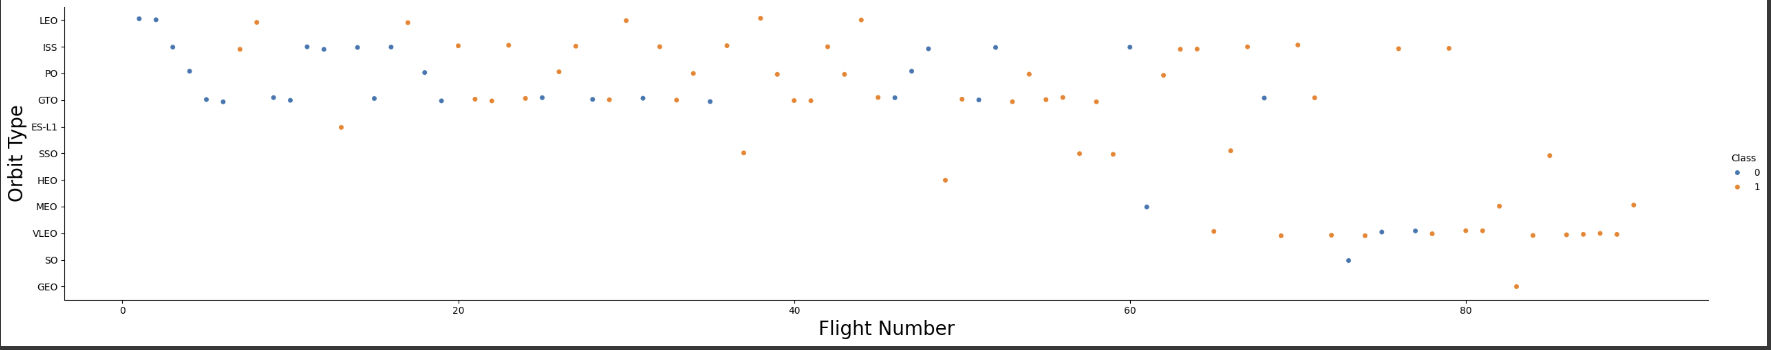 LEO
ISS
PO
GTO
ES-L1
SSO
HEO
MEO
VLEO
SO
GEO
Orbit Type
0 20 40 60 80
Flight Number
Class
0
1